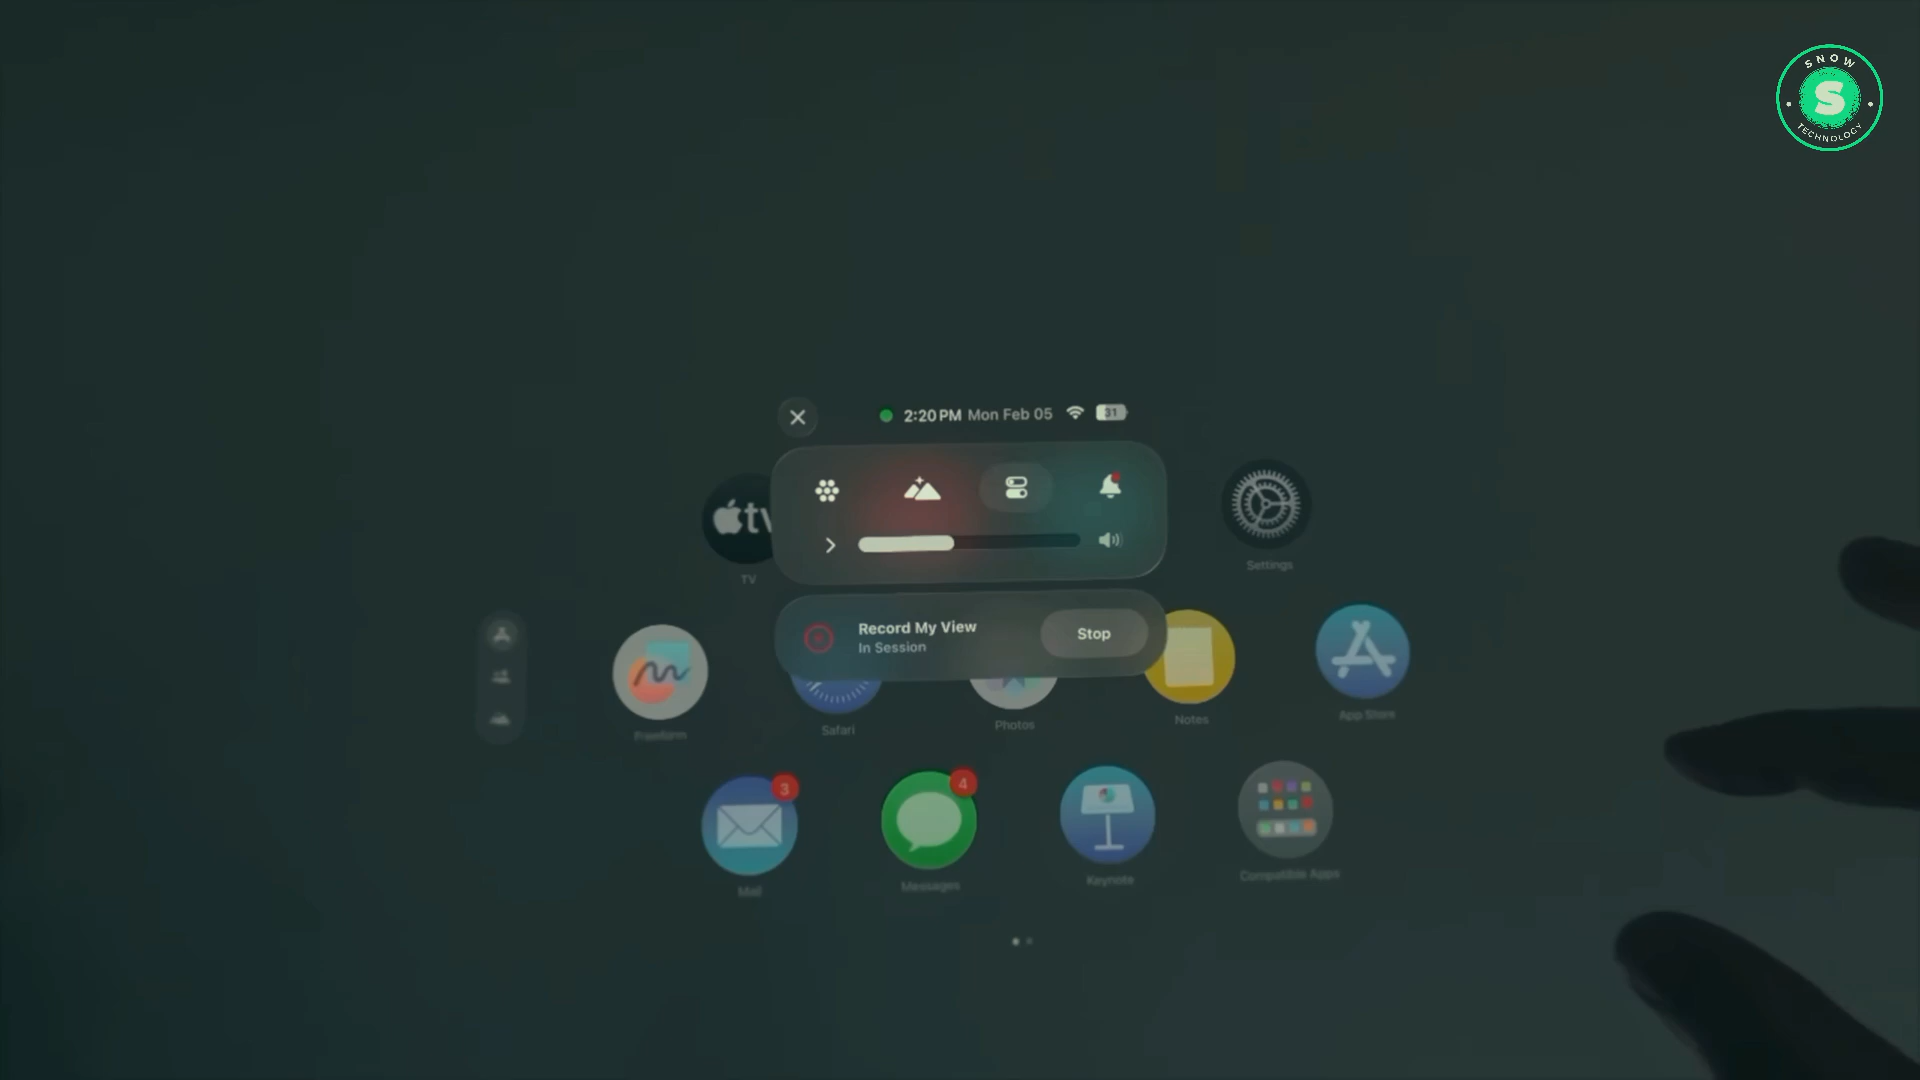 SNOW
S
TECHNOLOGY
2:20 PM Mon Feb 05 31
tv
TV
Settings
Record My View
In Session
Stop
Freeform
Safari
Photos
Notes
App Store
3
4
Mail
Messages
Keynote
Compatible Apps